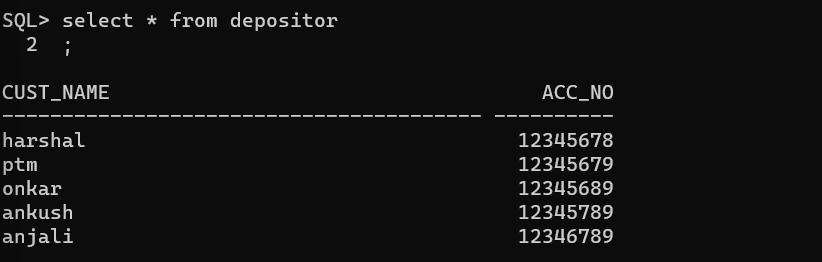 SQL> select * from depositor
  2  ;
CUST_NAME                                    ACC_NO
---------------------------------------- ----------
harshal                                    12345678
ptm                                        12345679
onkar                                      12345689
ankush                                     12345789
anjali                                     12346789